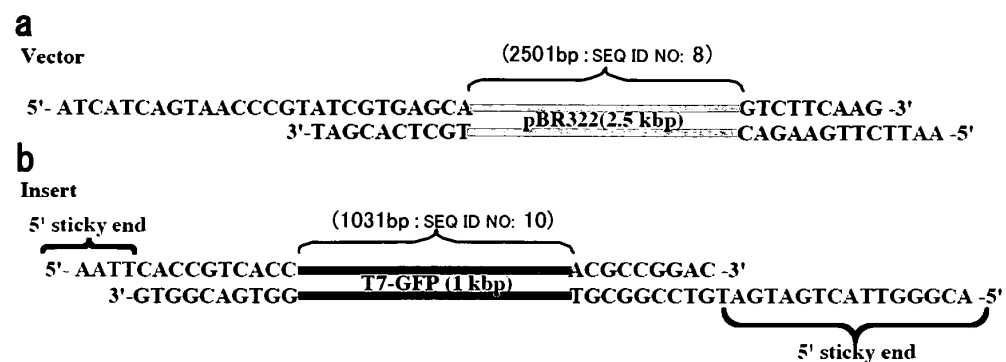 a
Vector
(2501bp : SEQ ID NO: 8)
5'- ATCATCAGTAACCCGTATCGTGAGCA GTCTTCAAG -3'
3'-TAGCACTCGT pBR322(2.5 kbp) CAGAAGTTCTTAA -5'
b
Insert
(1031bp : SEQ ID NO: 10)
5' sticky end
5'- AATTCACCGTCACC ACGCCGGAC -3'
3'-GTGGCAGTGG T7-GFP (1 kbp) TGCGGCCTGTAGTAGTCATTGGGCA -5'
5' sticky end